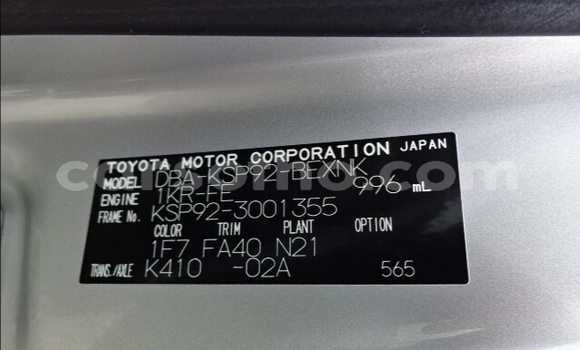 TOYOTA MOTOR CORPORATION JAPAN
MODEL DBA-KSP92-BEXNK
ENGINE 1KR-FE 996 mL
FRAME No. KSP92-3001355
COLOR TRIM PLANT OPTION
1F7 FA40 N21
TRANS./AXLE K410 -02A 565